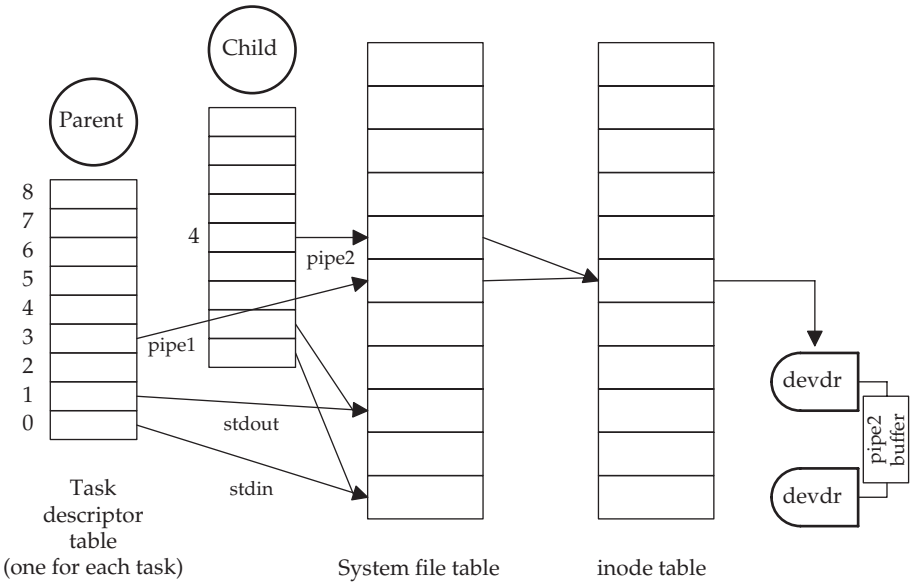 Child
Parent
8
7
6
5
4
3
2
1
0
4
pipe2
pipe1
stdout
stdin
devdr
pipe2
buffer
devdr
Task
descriptor
table
(one for each task)
System file table
inode table